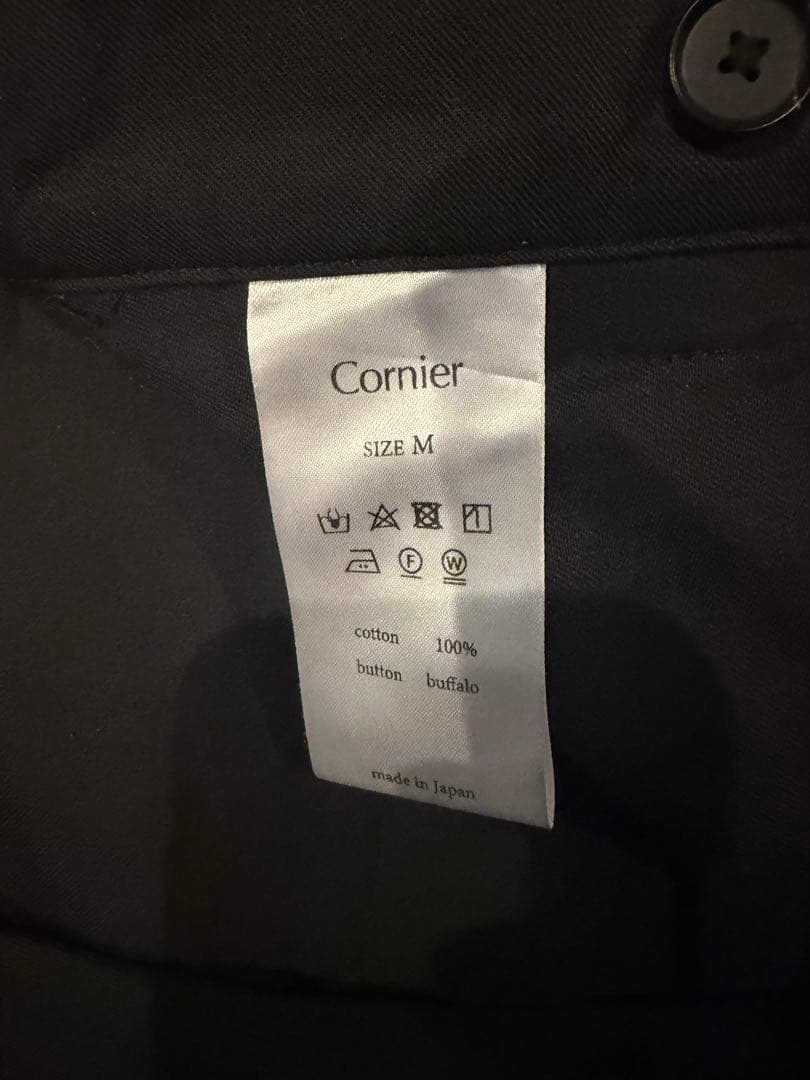 Cornier
SIZE M
F W
cotton 100%
button buffalo
made in Japan